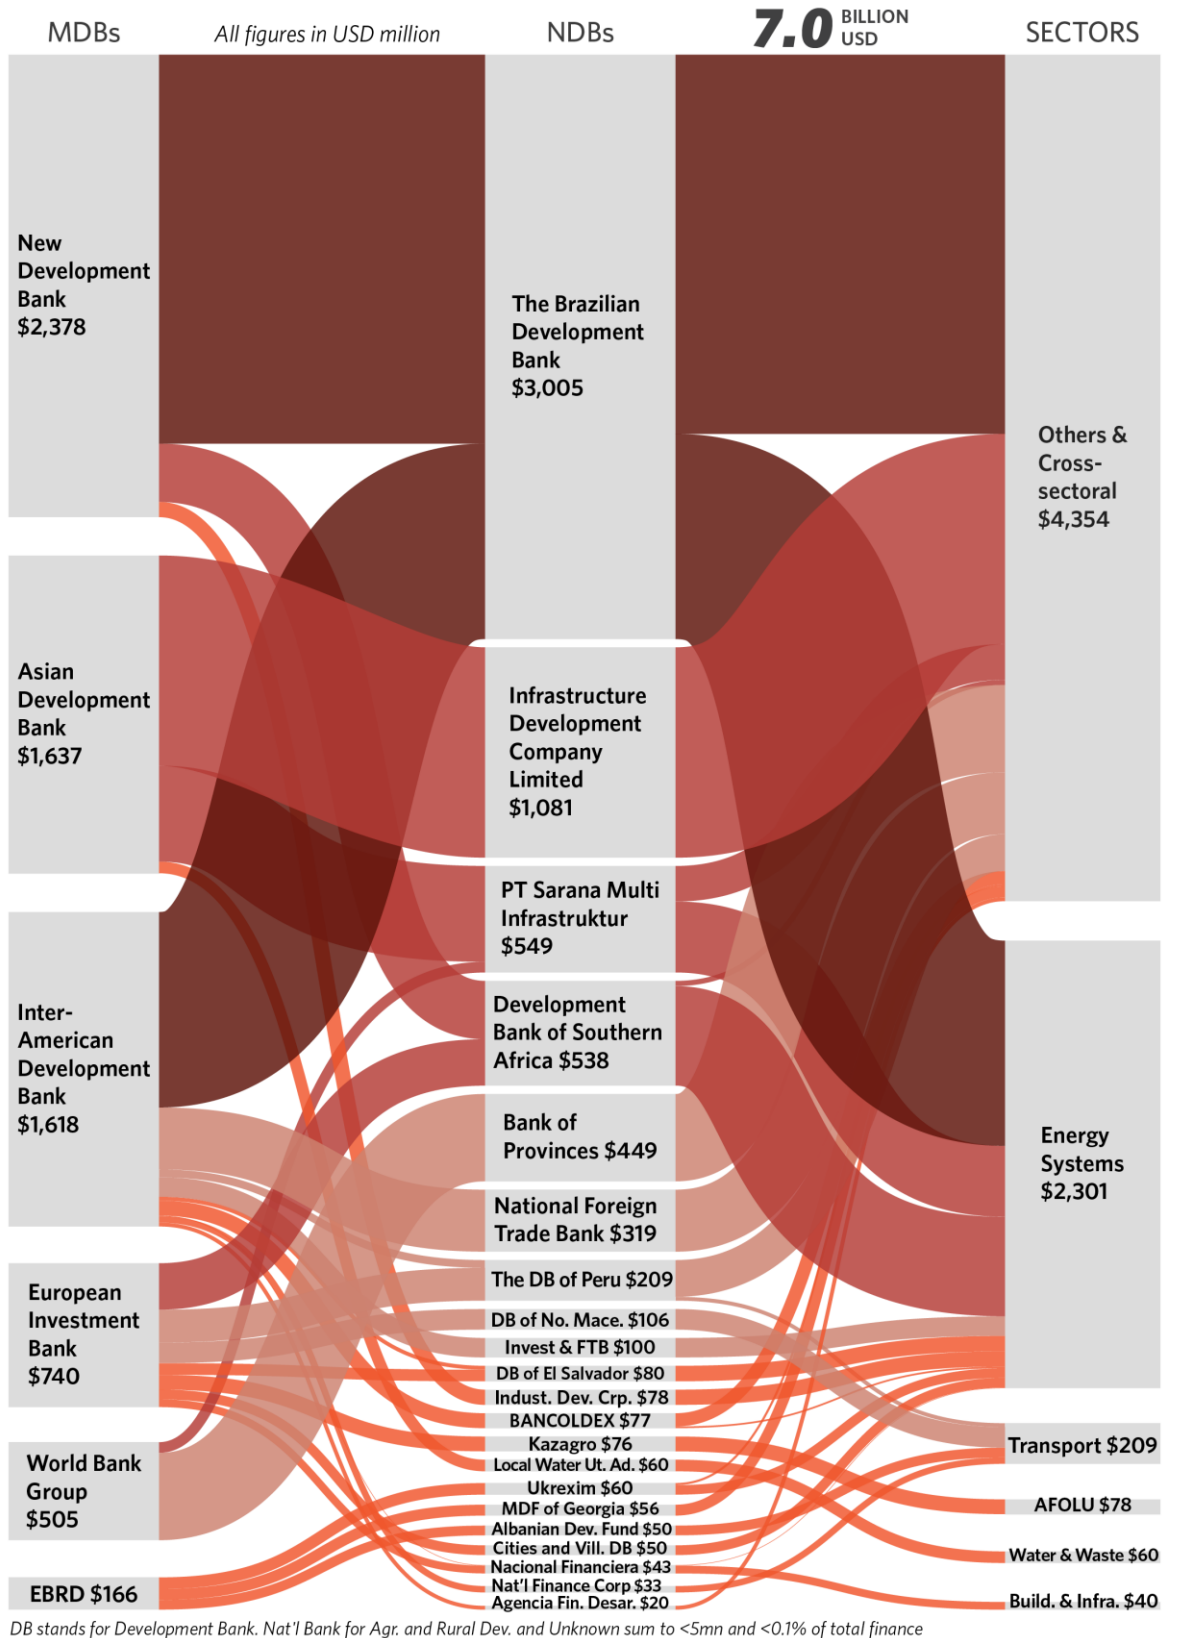 MDBs
All figures in USD million
NDBs
7.0 BILLION
USD
SECTORS
New
Development
Bank
$2,378
Asian
Development
Bank
$1,637
Inter-
American
Development
Bank
$1,618
European
Investment
Bank
$740
World Bank
Group
$505
EBRD $166
The Brazilian
Development
Bank
$3,005
Infrastructure
Development
Company
Limited
$1,081
PT Sarana Multi
Infrastruktur
$549
Development
Bank of Southern
Africa $538
Bank of
Provinces $449
National Foreign
Trade Bank $319
The DB of Peru $209
DB of No. Mace. $106
Invest & FTB $100
DB of El Salvador $80
Indust. Dev. Crp. $78
BANCOLDEX $77
Kazagro $76
Local Water Ut. Ad. $60
Ukrexim $60
MDF of Georgia $56
Albanian Dev. Fund $50
Cities and Vill. DB $50
Nacional Financiera $43
Nat'l Finance Corp $33
Agencia Fin. Desar. $20
Others &
Cross-
sectoral
$4,354
Energy
Systems
$2,301
Transport $209
AFOLU $78
Water & Waste $60
Build. & Infra. $40
DB stands for Development Bank. Nat'l Bank for Agr. and Rural Dev. and Unknown sum to <5mn and <0.1% of total finance